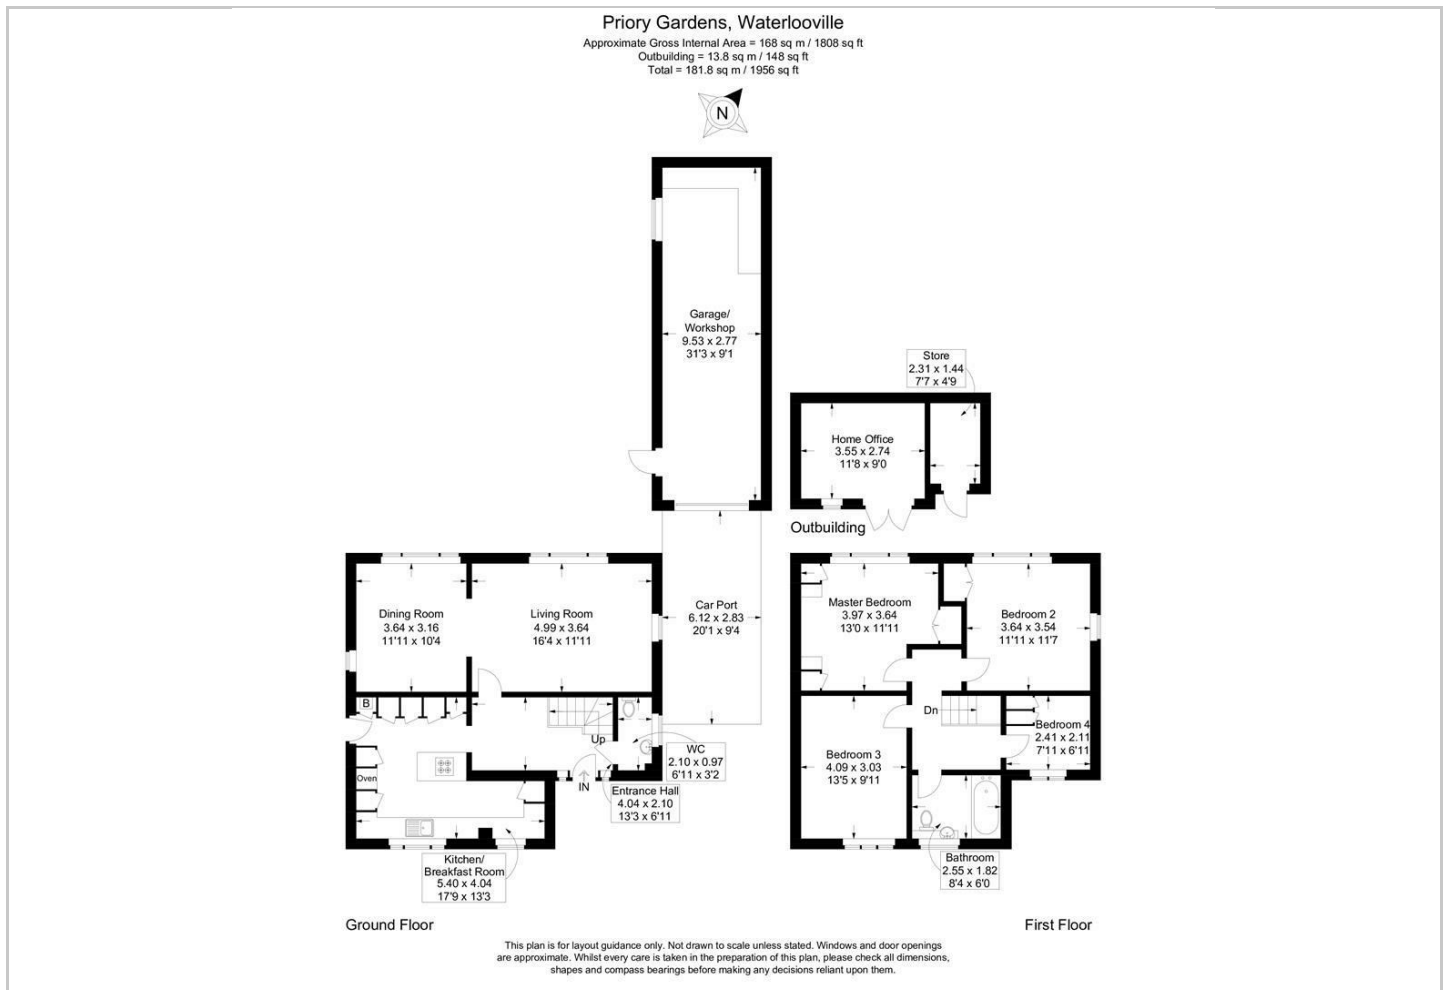 Priory Gardens, Waterlooville
Approximate Gross Internal Area = 168 sq m / 1808 sq ft
Outbuilding = 13.8 sq m / 148 sq ft
Total = 181.8 sq m / 1956 sq ft
N
Garage/
Workshop
9.53 x 2.77
31'3 x 9'1
Store
2.31 x 1.44
7'7 x 4'9
Home Office
3.55 x 2.74
11'8 x 9'0
Outbuilding
Car Port
6.12 x 2.83
20'1 x 9'4
Dining Room
3.64 x 3.16
11'11 x 10'4
Living Room
4.99 x 3.64
16'4 x 11'11
B
Oven
Up
IN
WC
2.10 x 0.97
6'11 x 3'2
Entrance Hall
4.04 x 2.10
13'3 x 6'11
Kitchen/
Breakfast Room
5.40 x 4.04
17'9 x 13'3
Ground Floor
Master Bedroom
3.97 x 3.64
13'0 x 11'11
Bedroom 2
3.64 x 3.54
11'11 x 11'7
Dn
Bedroom 4
2.41 x 2.11
7'11 x 6'11
Bedroom 3
4.09 x 3.03
13'5 x 9'11
Bathroom
2.55 x 1.82
8'4 x 6'0
First Floor
This plan is for layout guidance only. Not drawn to scale unless stated. Windows and door openings
are approximate. Whilst every care is taken in the preparation of this plan, please check all dimensions,
shapes and compass bearings before making any decisions reliant upon them.